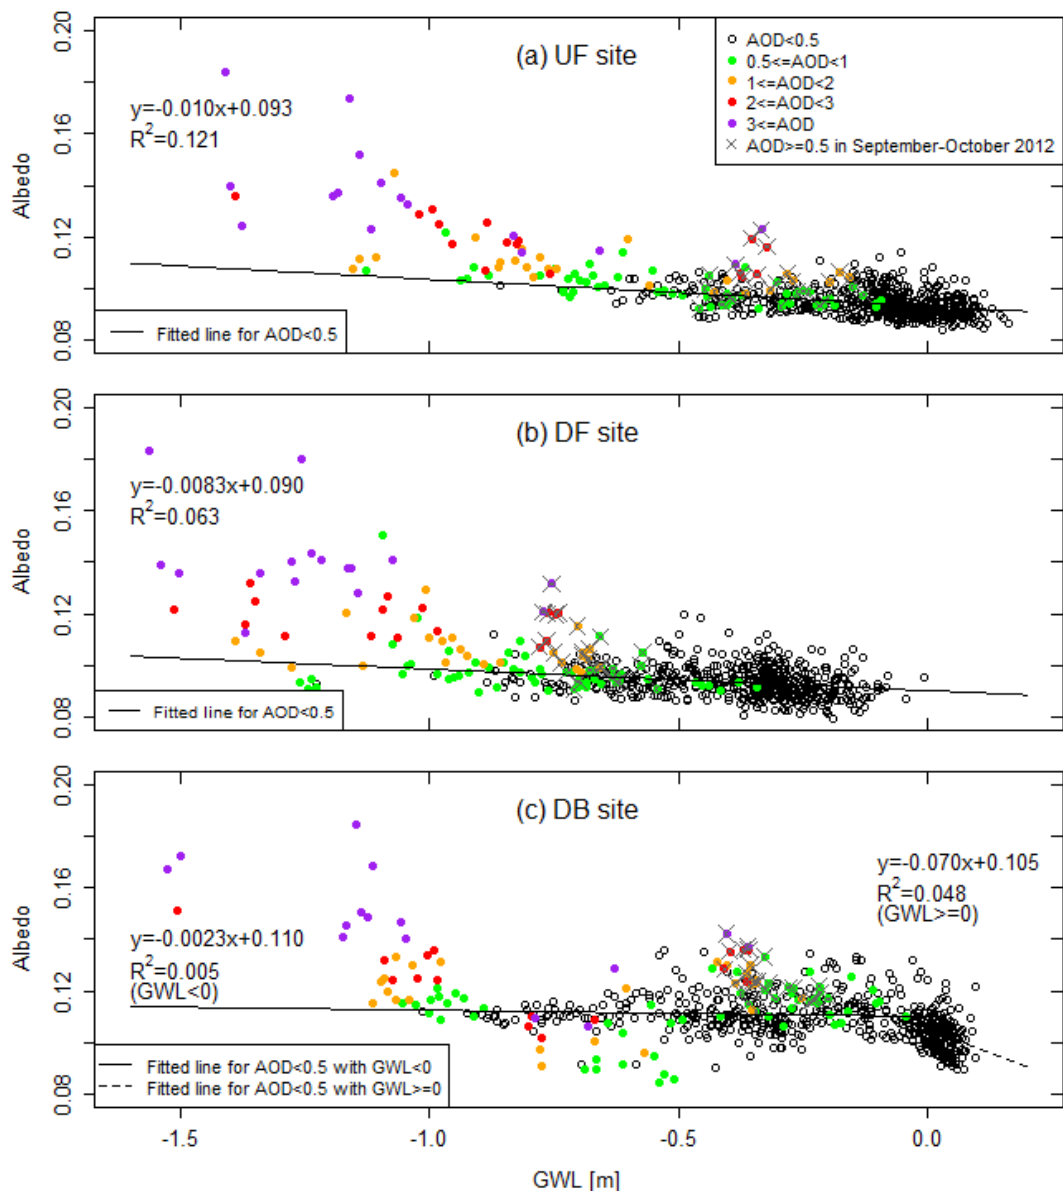 (a) UF site
AOD<0.5
0.5<=AOD<1
1<=AOD<2
2<=AOD<3
3<=AOD
AOD>=0.5 in September-October 2012
y=-0.010x+0.093
R²=0.121
Albedo
0.20
0.16
0.12
0.08
Fitted line for AOD<0.5
(b) DF site
y=-0.0083x+0.090
R²=0.063
Albedo
0.20
0.16
0.12
0.08
Fitted line for AOD<0.5
(c) DB site
y=-0.070x+0.105
R²=0.048
(GWL>=0)
y=-0.0023x+0.110
R²=0.005
(GWL<0)
Albedo
0.20
0.16
0.12
0.08
Fitted line for AOD<0.5 with GWL<0
Fitted line for AOD<0.5 with GWL>=0
-1.5 -1.0 -0.5 0.0
GWL [m]